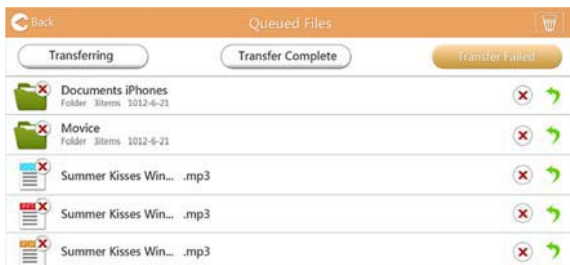 Back Queued Files
Transferring Transfer Complete Transfer Failed
Documents iPhones
Folder 3items 1012-6-21
Movice
Folder 3items 1012-6-21
Summer Kisses Win... .mp3
Summer Kisses Win... .mp3
Summer Kisses Win... .mp3